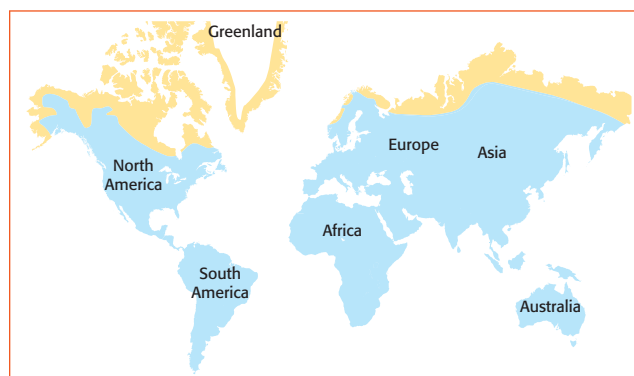 Greenland
North
America
Europe
Asia
Africa
South
America
Australia